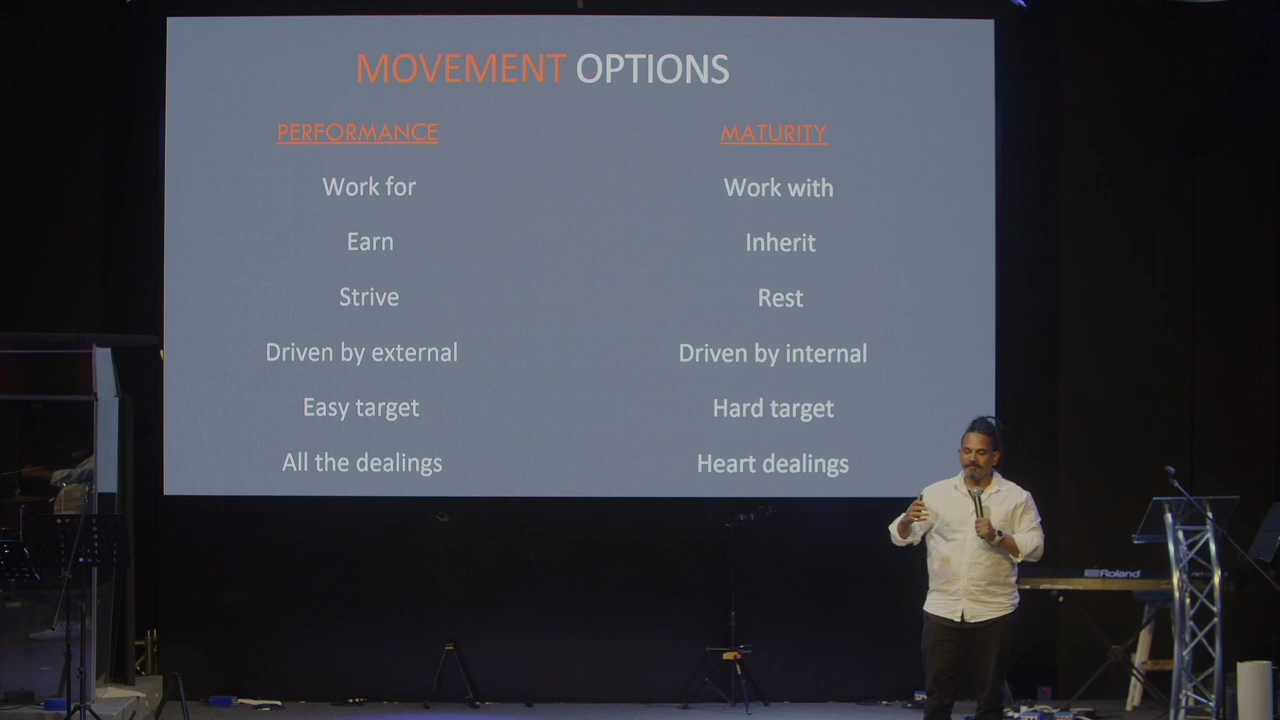 MOVEMENT OPTIONS
PERFORMANCE MATURITY
Work for Work with
Earn Inherit
Strive Rest
Driven by external Driven by internal
Easy target Hard target
All the dealings Heart dealings
Roland